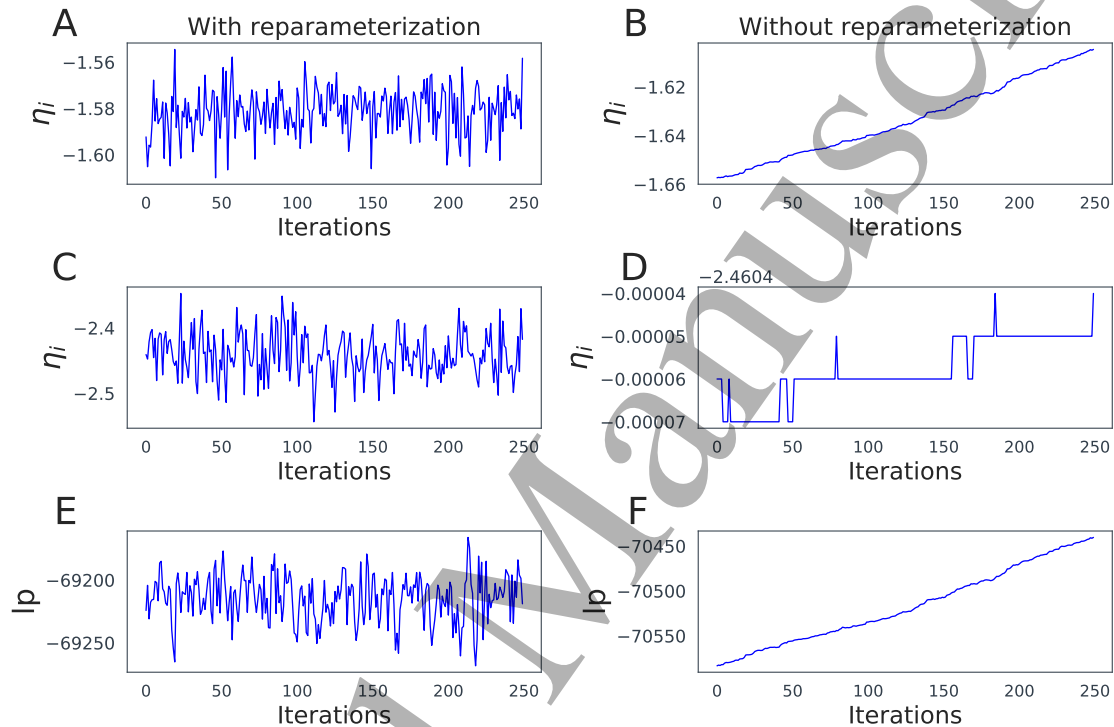 A With reparameterization
−1.56
−1.58
−1.60
ηi
0 50 100 150 200 250
Iterations
B Without reparameterization
−1.62
−1.64
−1.66
ηi
0 50 100 150 200 250
Iterations
C
−2.4
−2.5
ηi
0 50 100 150 200 250
Iterations
D
−2.4604
−0.00004
−0.00005
−0.00006
−0.00007
ηi
0 50 100 150 200 250
Iterations
E
−69200
−69250
lp
0 50 100 150 200 250
Iterations
F
−70450
−70500
−70550
lp
0 50 100 150 200 250
Iterations